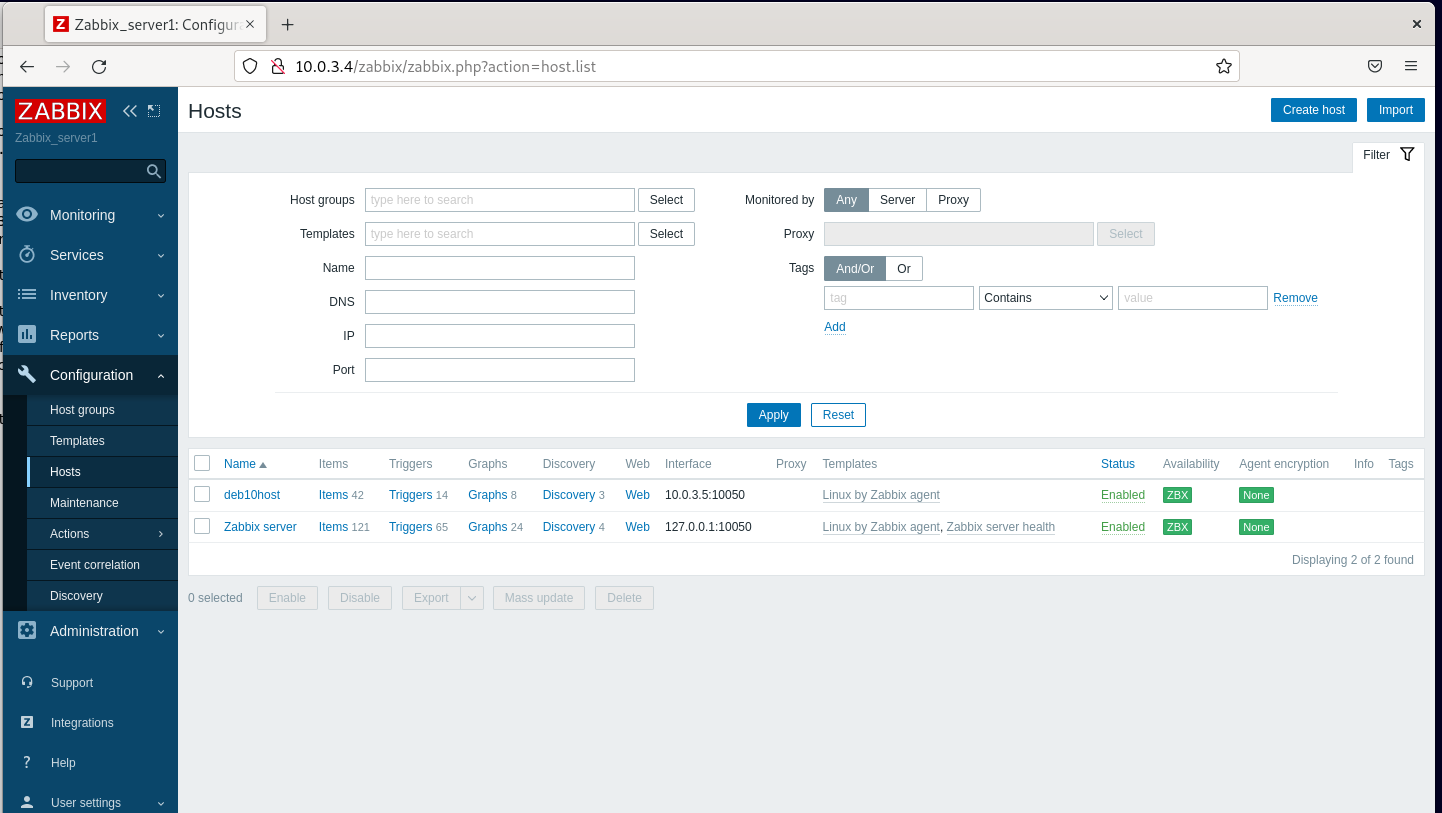 Zabbix_server1: Configura
10.0.3.4/zabbix/zabbix.php?action=host.list
ZABBIX
Zabbix_server1
Monitoring
Services
Inventory
Reports
Configuration
Host groups
Templates
Hosts
Maintenance
Actions
Event correlation
Discovery
Administration
Support
Integrations
Help
User settings
Hosts
Create host Import
Filter
Host groups type here to search Select
Templates type here to search Select
Name
DNS
IP
Port
Monitored by Any Server Proxy
Proxy Select
Tags And/Or Or
tag Contains value Remove
Add
Apply Reset
Name Items Triggers Graphs Discovery Web Interface Proxy Templates Status Availability Agent encryption Info Tags
deb10host Items 42 Triggers 14 Graphs 8 Discovery 3 Web 10.0.3.5:10050 Linux by Zabbix agent Enabled ZBX None
Zabbix server Items 121 Triggers 65 Graphs 24 Discovery 4 Web 127.0.0.1:10050 Linux by Zabbix agent, Zabbix server health Enabled ZBX None
Displaying 2 of 2 found
0 selected Enable Disable Export Mass update Delete